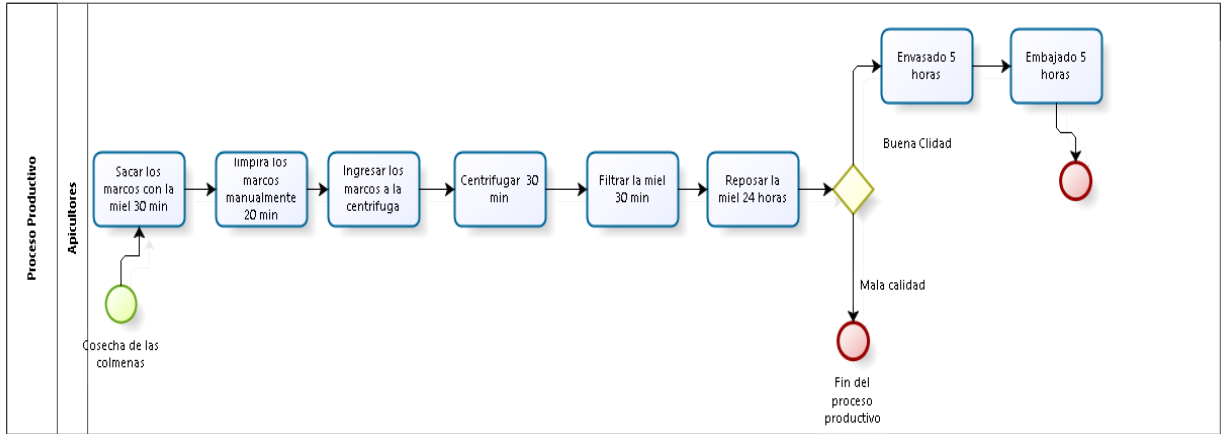 Proceso Productivo
Apicultores
Cosecha de las
colmenas
Sacar los
marcos con la
miel 30 min
limpira los
marcos
manualmente
20 min
Ingresar los
marcos a la
centrifuga
Centrifugar 30
min
Filtrar la miel
30 min
Reposar la
miel 24 horas
Buena Clidad
Envasado 5
horas
Embajado 5
horas
Mala calidad
Fin del
proceso
productivo